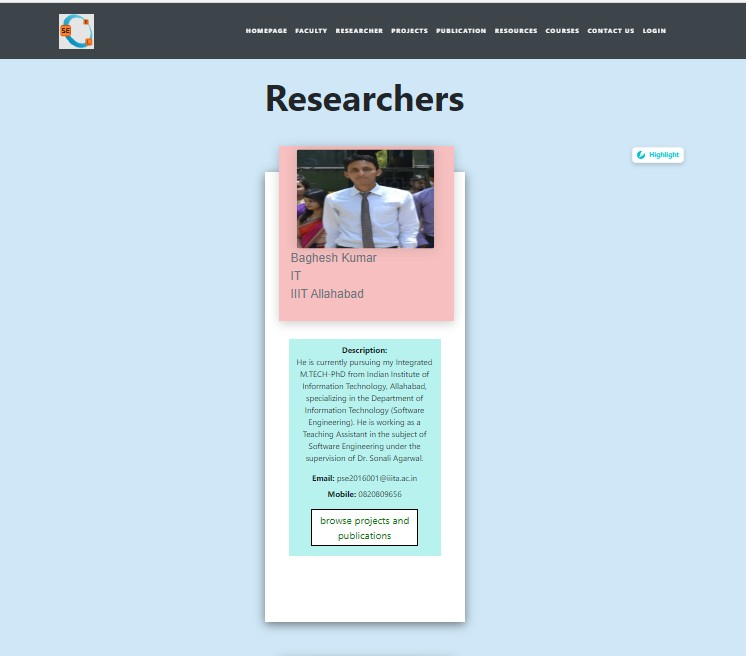 SE
HOMEPAGE FACULTY RESEARCHER PROJECTS PUBLICATION RESOURCES COURSES CONTACT US LOGIN
Researchers
Highlight
Baghesh Kumar
IT
IIIT Allahabad
Description:
He is currently pursuing my Integrated
M.TECH-PhD from Indian Institute of
Information Technology, Allahabad,
specializing in the Department of
Information Technology (Software
Engineering). He is working as a
Teaching Assistant in the subject of
Software Engineering under the
supervision of Dr. Sonali Agarwal.
Email: pse2016001@iiita.ac.in
Mobile: 0820809656
browse projects and
publications